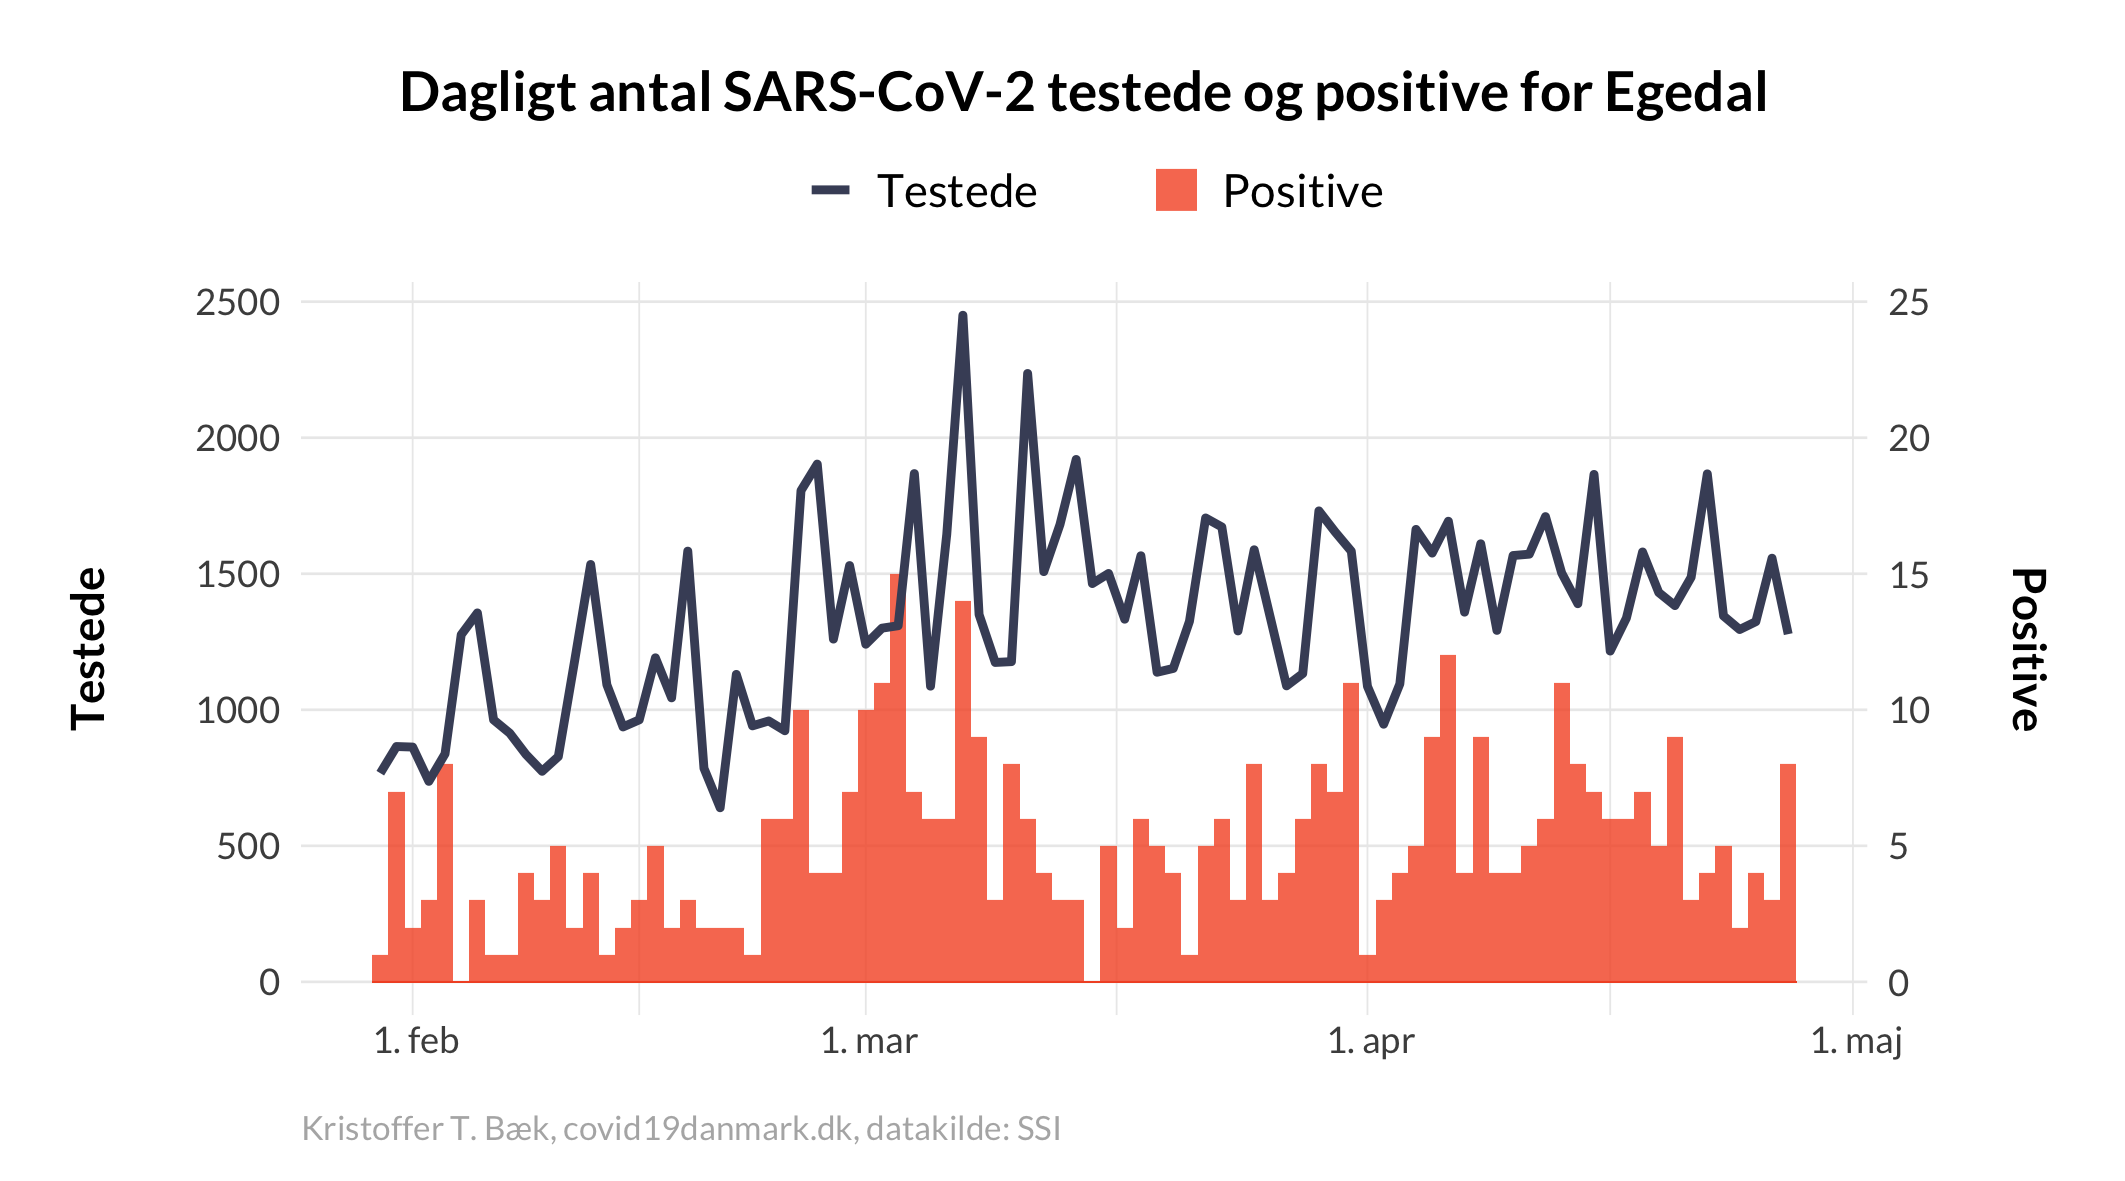 Dagligt antal SARS-CoV-2 testede og positive for Egedal
Testede
Positive
2500
2000
1500
1000
500
0
Testede
25
20
15
10
5
0
Positive
1. feb
1. mar
1. apr
1. maj
Kristoffer T. Bæk, covid19danmark.dk, datakilde: SSI